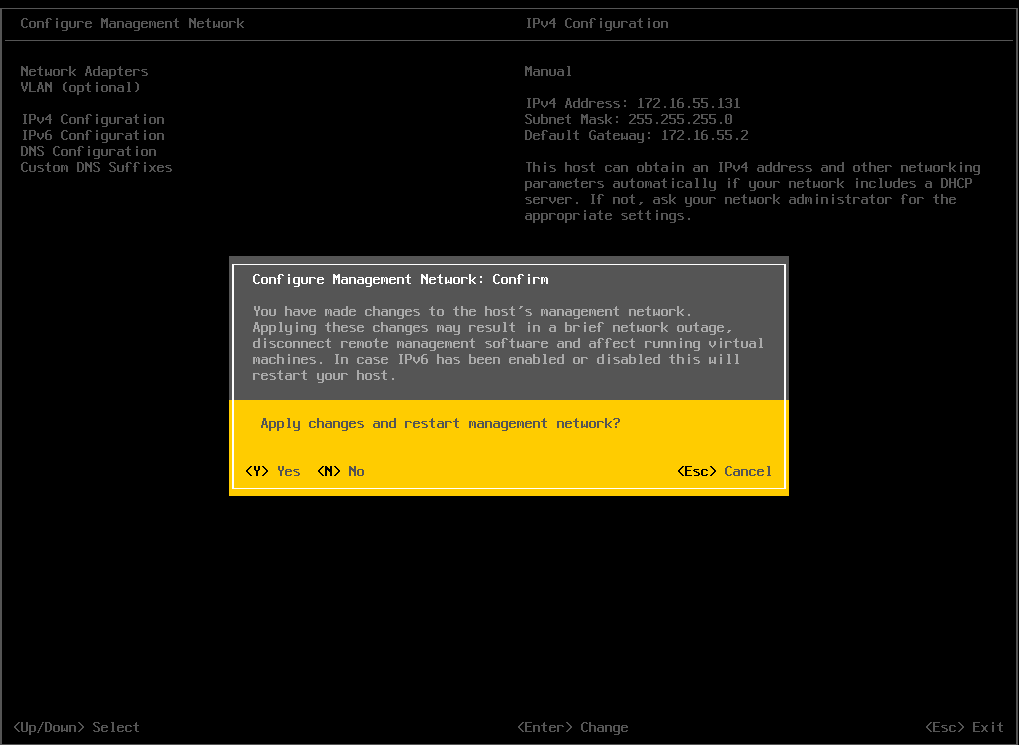 Configure Management Network
IPv4 Configuration
Network Adapters
VLAN (optional)
IPv4 Configuration
IPv6 Configuration
DNS Configuration
Custom DNS Suffixes
Manual
IPv4 Address: 172.16.55.131
Subnet Mask: 255.255.255.0
Default Gateway: 172.16.55.2
This host can obtain an IPv4 address and other networking
parameters automatically if your network includes a DHCP
server. If not, ask your network administrator for the
appropriate settings.
Configure Management Network: Confirm
You have made changes to the host's management network.
Applying these changes may result in a brief network outage,
disconnect remote management software and affect running virtual
machines. In case IPv6 has been enabled or disabled this will
restart your host.
Apply changes and restart management network?
<Y> Yes <N> No <Esc> Cancel
<Up/Down> Select <Enter> Change <Esc> Exit